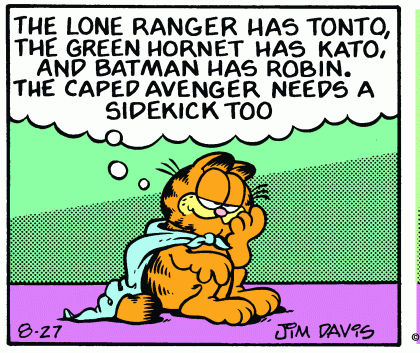 THE LONE RANGER HAS TONTO,
THE GREEN HORNET HAS KATO,
AND BATMAN HAS ROBIN.
THE CAPED AVENGER NEEDS A
SIDEKICK TOO
8-27
JIM DAVIS
©